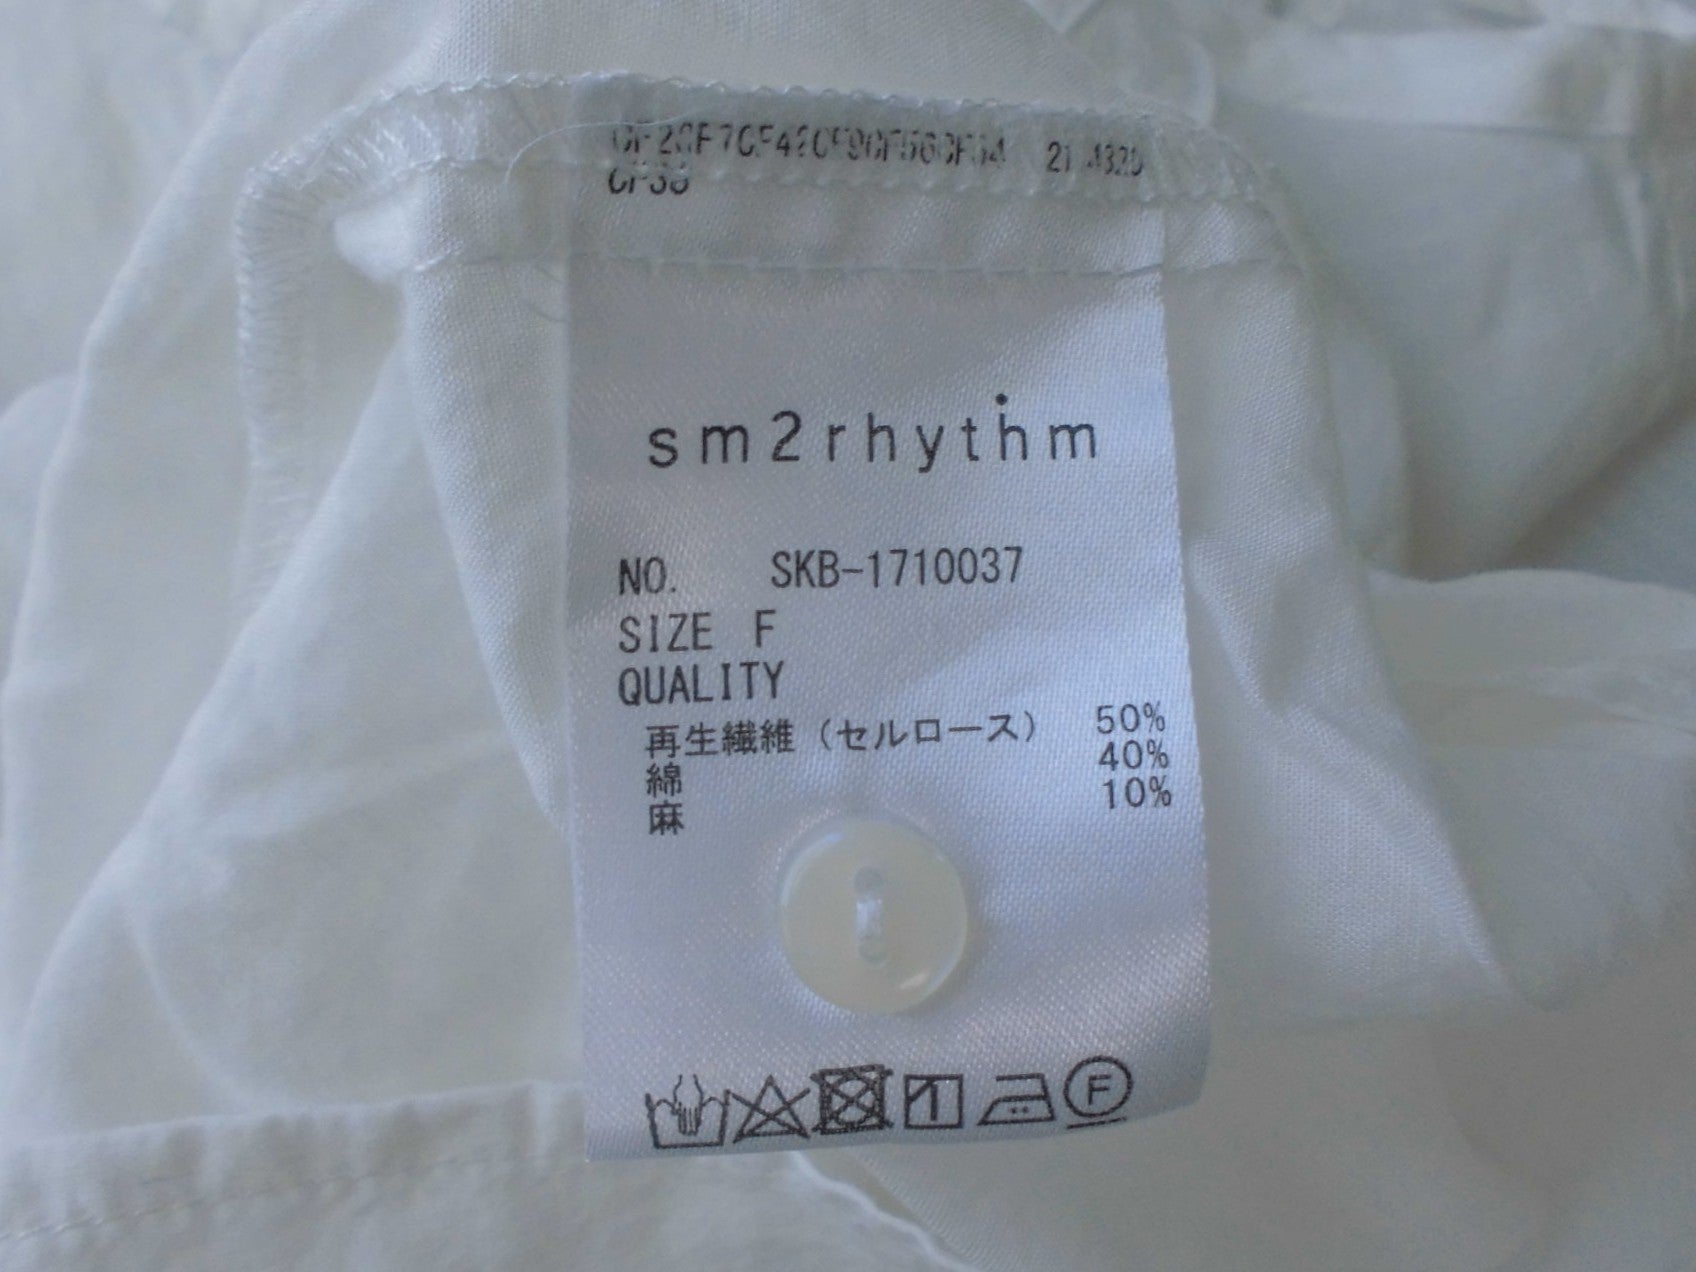 sm2rhythm
NO. SKB-1710037
SIZE F
QUALITY
再生繊維（セルロース） 50%
綿 40%
麻 10%
F